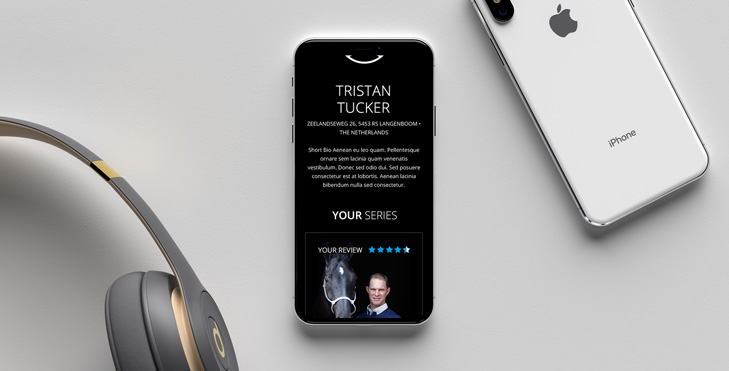 TRISTAN
TUCKER
ZEELANDSEWEG 26, 5453 RS LANGENBOOM •
THE NETHERLANDS
Short Bio Aenean eu leo quam. Pellentesque
ornare sem lacinia quam venenatis
vestibulum. Donec sed odio dui. Sed posuere
consectetur est at lobortis. Aenean lacinia
bibendum nulla sed consectetur.
YOUR SERIES
YOUR REVIEW
iPhone